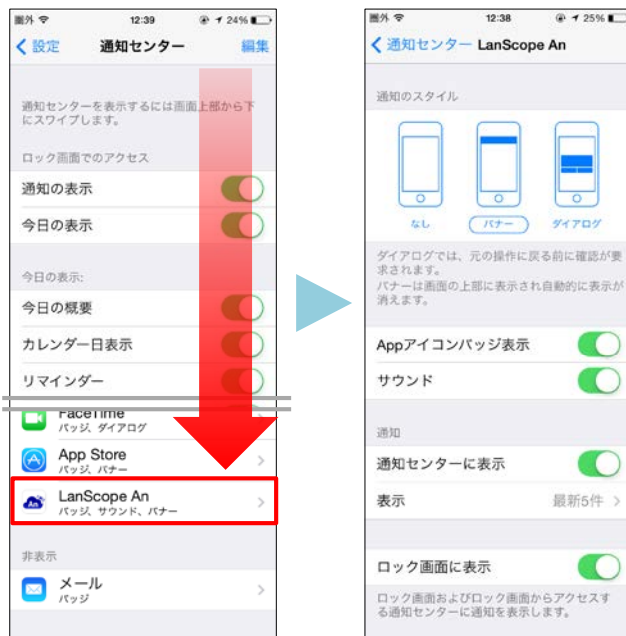 圏外 12:39 24%
設定 通知センター 編集
通知センターを表示するには画面上部から下
にスワイプします。
ロック画面でのアクセス
通知の表示
今日の表示
今日の表示:
今日の概要
カレンダー日表示
リマインダー
FaceTime
バッジ、ダイアログ
App Store
バッジ、バナー
An LanScope An
バッジ、サウンド、バナー
非表示
メール
バッジ
圏外 12:38 25%
通知センター LanScope An
通知のスタイル
なし バナー ダイアログ
ダイアログでは、元の操作に戻る前に確認が要
求されます。
バナーは画面の上部に表示され自動的に表示が
消えます。
Appアイコンバッジ表示
サウンド
通知
通知センターに表示
表示 最新5件
ロック画面に表示
ロック画面およびロック画面からアクセスす
る通知センターに通知を表示します。